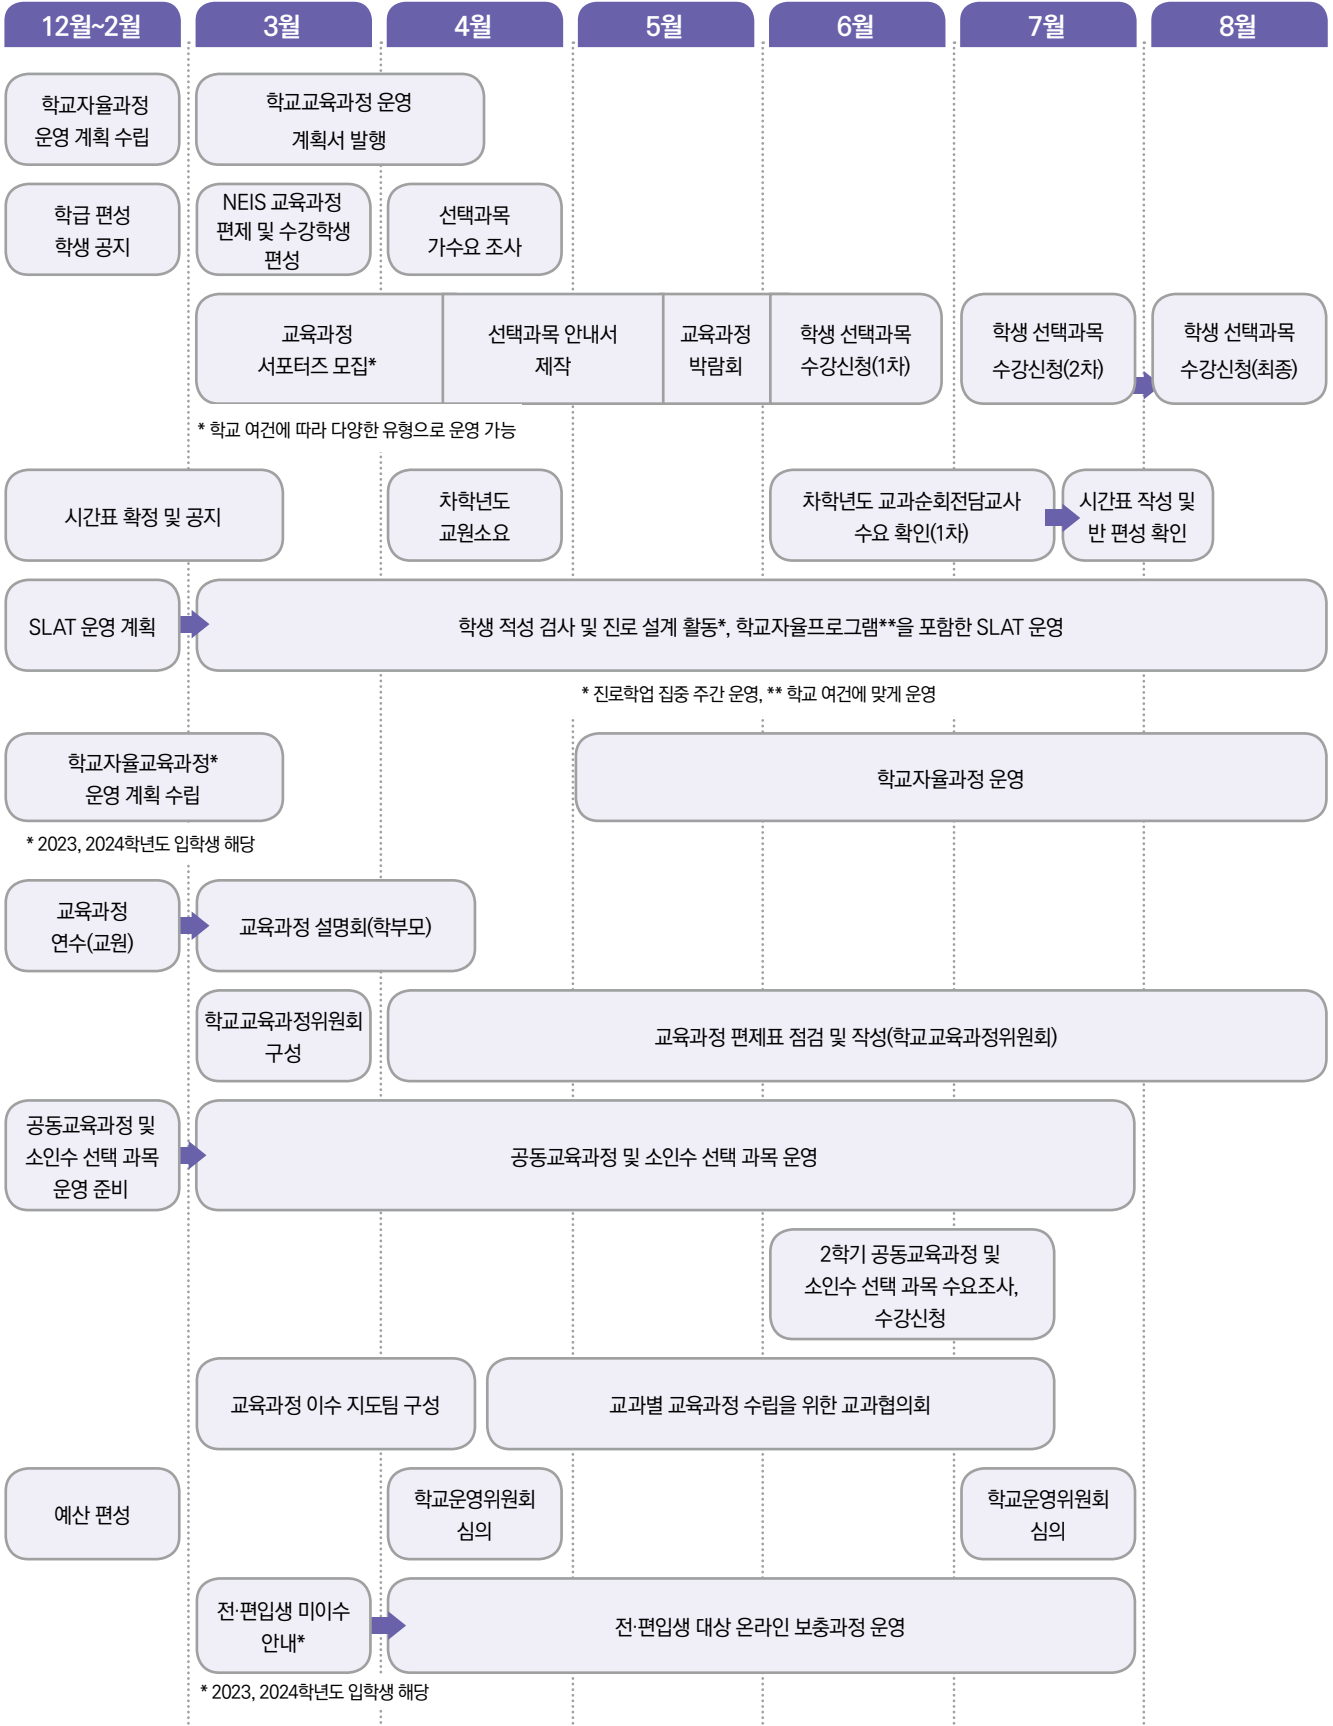 12월~2월
3월
4월
5월
6월
7월
8월
학교자율과정
운영 계획 수립
학교교육과정 운영
계획서 발행
학급 편성
학생 공지
NEIS 교육과정
편제 및 수강학생
편성
선택과목
가수요 조사
교육과정
서포터즈 모집*
선택과목 안내서
제작
교육과정
박람회
학생 선택과목
수강신청(1차)
학생 선택과목
수강신청(2차)
학생 선택과목
수강신청(최종)
* 학교 여건에 따라 다양한 유형으로 운영 가능
시간표 확정 및 공지
차학년도
교원소요
차학년도 교과순회전담교사
수요 확인(1차)
시간표 작성 및
반 편성 확인
SLAT 운영 계획
학생 적성 검사 및 진로 설계 활동*, 학교자율프로그램**을 포함한 SLAT 운영
* 진로학업 집중 주간 운영, ** 학교 여건에 맞게 운영
학교자율교육과정*
운영 계획 수립
학교자율과정 운영
* 2023, 2024학년도 입학생 해당
교육과정
연수(교원)
교육과정 설명회(학부모)
학교교육과정위원회
구성
교육과정 편제표 점검 및 작성(학교교육과정위원회)
공동교육과정 및
소인수 선택 과목
운영 준비
공동교육과정 및 소인수 선택 과목 운영
2학기 공동교육과정 및
소인수 선택 과목 수요조사,
수강신청
교육과정 이수 지도팀 구성
교과별 교육과정 수립을 위한 교과협의회
예산 편성
학교운영위원회
심의
학교운영위원회
심의
전·편입생 미이수
안내*
전·편입생 대상 온라인 보충과정 운영
* 2023, 2024학년도 입학생 해당